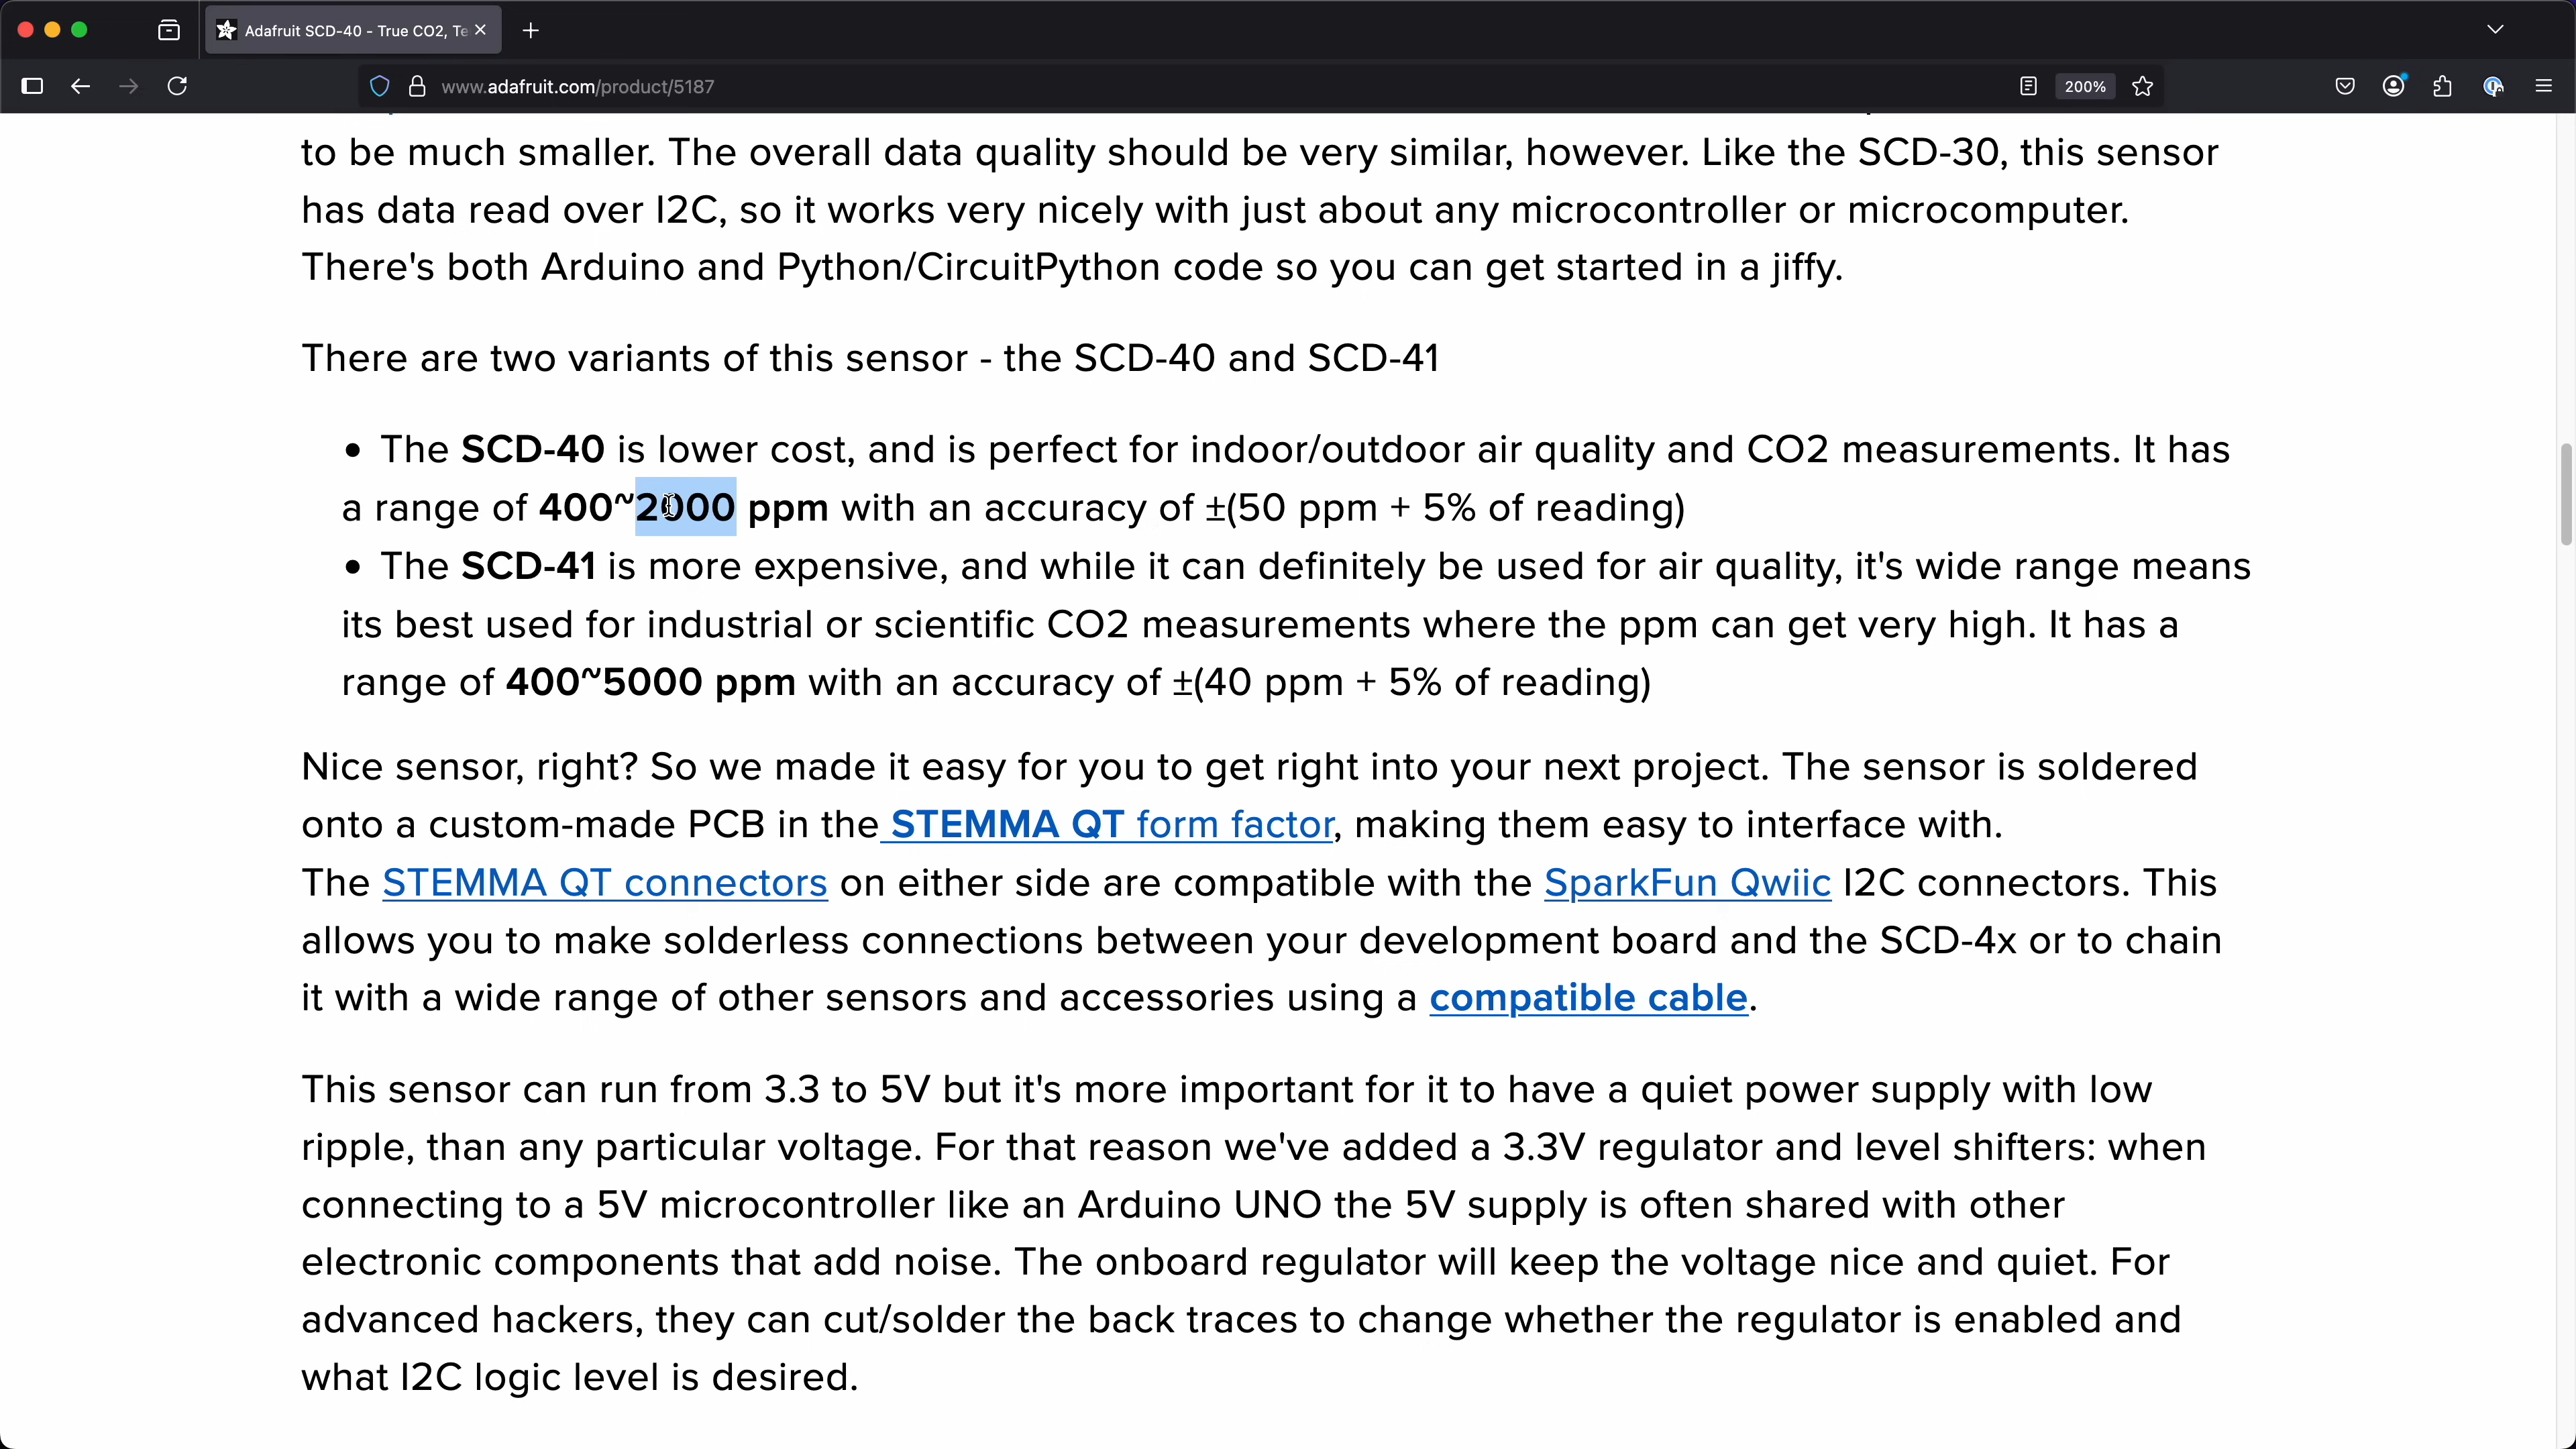 Adafruit SCD-40 - True CO2, Te
www.adafruit.com/product/5187
200%
to be much smaller. The overall data quality should be very similar, however. Like the SCD-30, this sensor
has data read over I2C, so it works very nicely with just about any microcontroller or microcomputer.
There's both Arduino and Python/CircuitPython code so you can get started in a jiffy.
There are two variants of this sensor - the SCD-40 and SCD-41
• The SCD-40 is lower cost, and is perfect for indoor/outdoor air quality and CO2 measurements. It has
a range of 400~2000 ppm with an accuracy of ±(50 ppm + 5% of reading)
• The SCD-41 is more expensive, and while it can definitely be used for air quality, it's wide range means
its best used for industrial or scientific CO2 measurements where the ppm can get very high. It has a
range of 400~5000 ppm with an accuracy of ±(40 ppm + 5% of reading)
Nice sensor, right? So we made it easy for you to get right into your next project. The sensor is soldered
onto a custom-made PCB in the STEMMA QT form factor, making them easy to interface with.
The STEMMA QT connectors on either side are compatible with the SparkFun Qwiic I2C connectors. This
allows you to make solderless connections between your development board and the SCD-4x or to chain
it with a wide range of other sensors and accessories using a compatible cable.
This sensor can run from 3.3 to 5V but it's more important for it to have a quiet power supply with low
ripple, than any particular voltage. For that reason we've added a 3.3V regulator and level shifters: when
connecting to a 5V microcontroller like an Arduino UNO the 5V supply is often shared with other
electronic components that add noise. The onboard regulator will keep the voltage nice and quiet. For
advanced hackers, they can cut/solder the back traces to change whether the regulator is enabled and
what I2C logic level is desired.